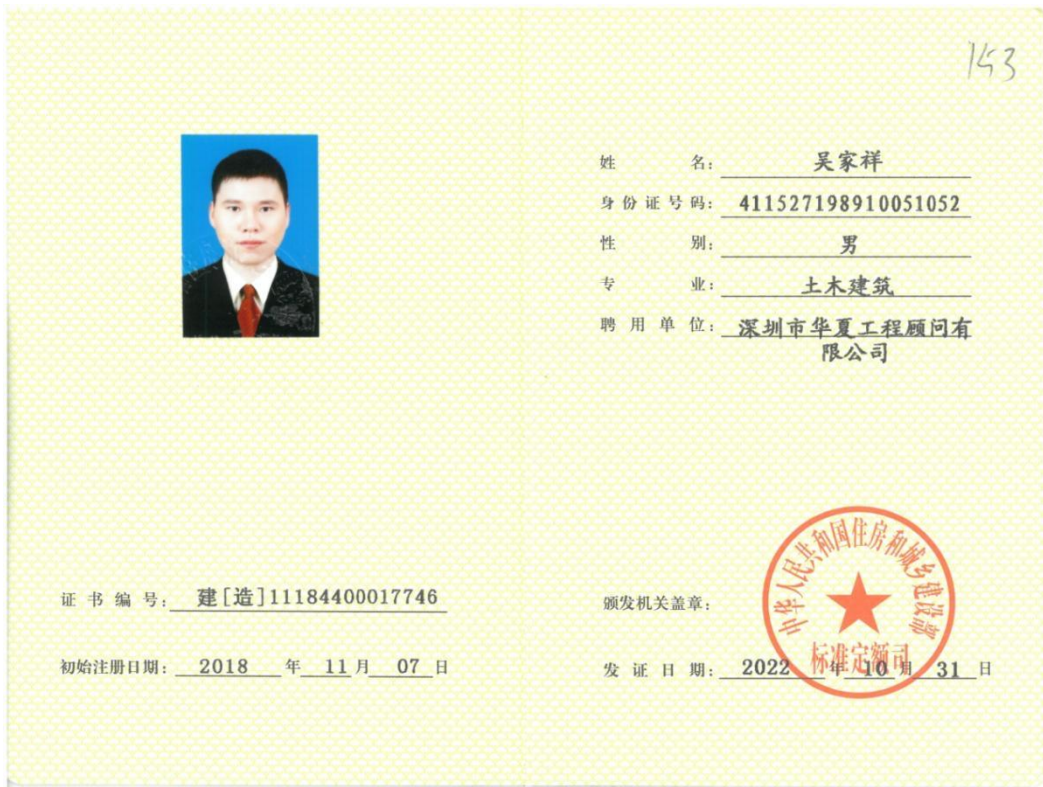 153
姓名：吴家祥
身份证号码：411527198910051052
性别：男
专业：土木建筑
聘用单位：深圳市华夏工程顾问有
限公司
证书编号：建[造]11184400017746
初始注册日期：2018年11月07日
颁发机关盖章：
中华人民共和国住房和城乡建设部
标准定额司
发证日期：2022年10月31日